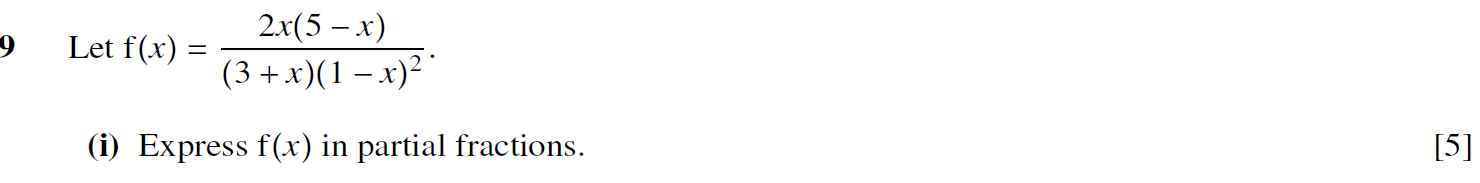 9 Let f(x) = 2x(5 − x) / (3 + x)(1 − x)².
(i) Express f(x) in partial fractions. [5]